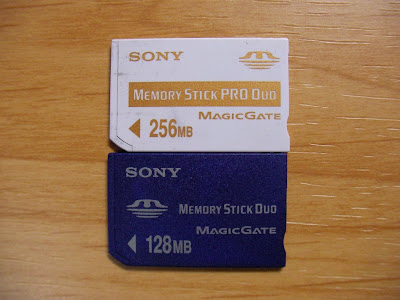 SONY
MEMORY STICK PRO DUO
MAGICGATE
256MB
SONY
MEMORY STICK DUO
MAGICGATE
128MB